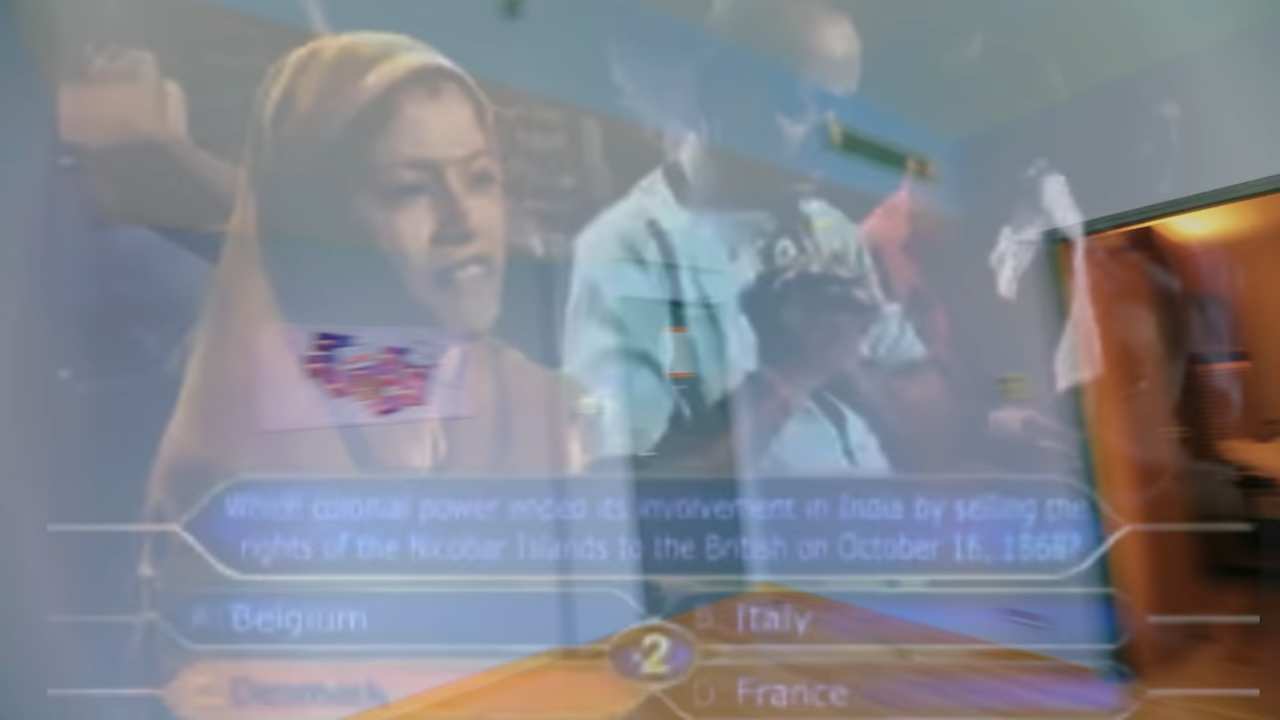 Which colonial power ended its involvement in India by selling the
rights of the Nicobar Islands to the British on October 16, 1868?
A: Belgium
B: Italy
2
Denmark
D: France